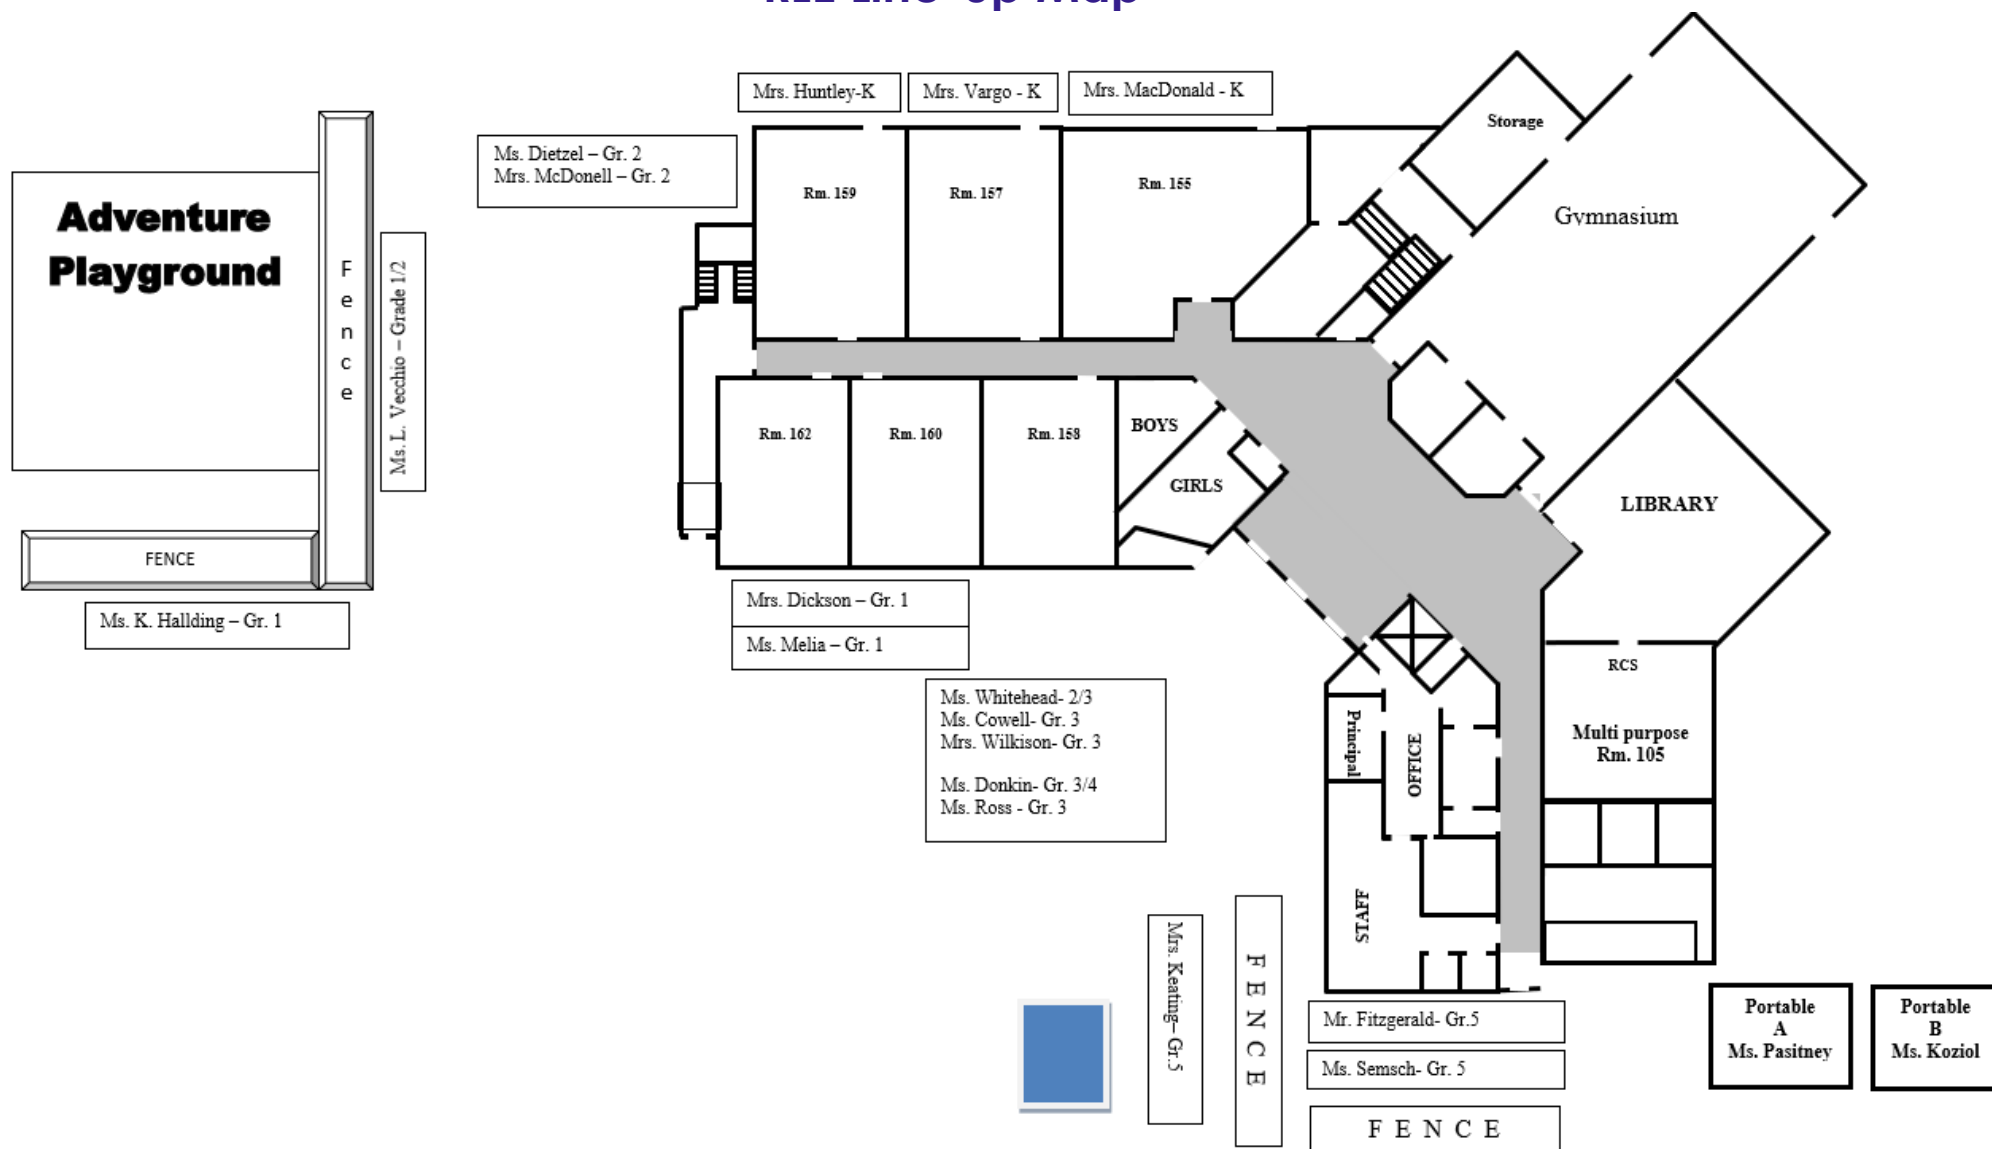 Mrs. Huntley-K
Mrs. Vargo - K
Mrs. MacDonald - K
Ms. Dietzel – Gr. 2
Mrs. McDonell – Gr. 2
Storage
Adventure
Playground
Fence
Ms. L. Vecchio – Grade 1/2
Rm. 159
Rm. 157
Rm. 155
Gymnasium
Rm. 162
Rm. 160
Rm. 158
BOYS
GIRLS
LIBRARY
FENCE
Ms. K. Hallding – Gr. 1
Mrs. Dickson – Gr. 1
Ms. Melia – Gr. 1
RCS
Multi purpose
Rm. 105
Ms. Whitehead- 2/3
Ms. Cowell- Gr. 3
Mrs. Wilkison- Gr. 3
Ms. Donkin- Gr. 3/4
Ms. Ross - Gr. 3
Principal
OFFICE
STAFF
Mrs. Keating– Gr.5
FENCE
Mr. Fitzgerald- Gr.5
Ms. Semsch- Gr. 5
FENCE
Portable
A
Ms. Pasitney
Portable
B
Ms. Koziol